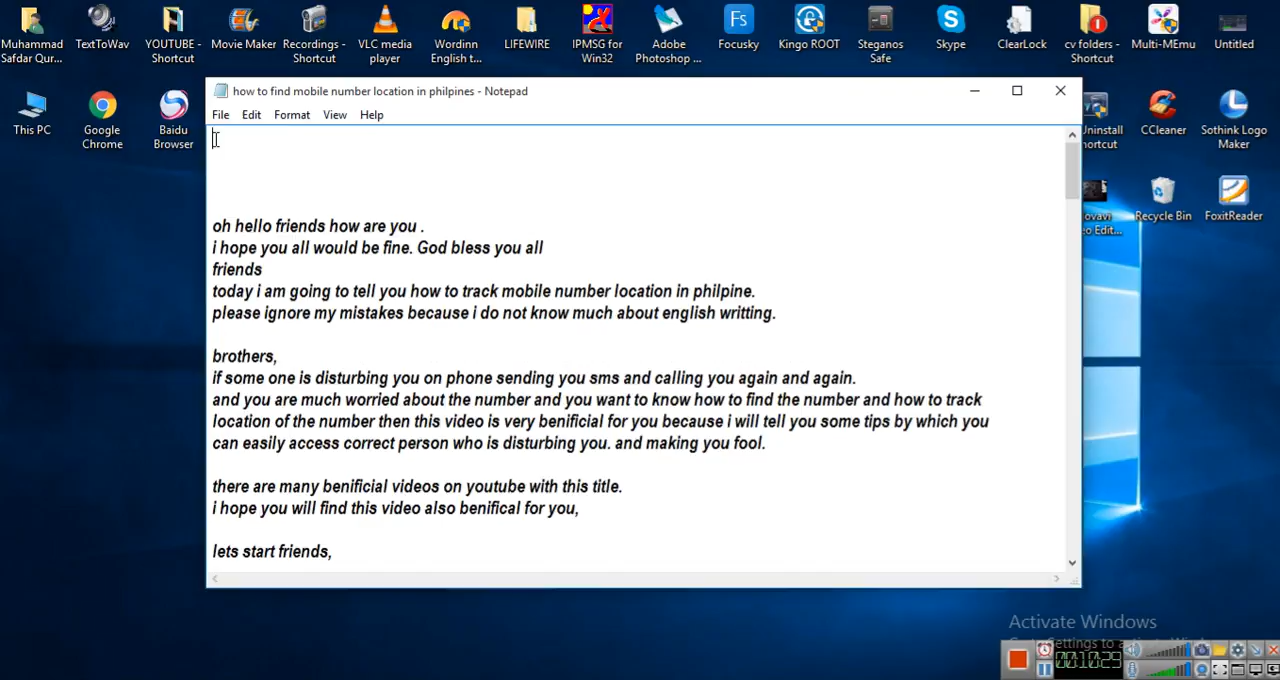 Muhammad Safdar Qur...
TextToWav
YOUTUBE - Shortcut
Movie Maker
Recordings - Shortcut
VLC media player
Wordinn English t...
LIFEWIRE
IPMSG for Win32
Adobe Photoshop ...
Focusky
Kingo ROOT
Steganos Safe
Skype
ClearLock
cv folders - Shortcut
Multi-MEmu
Untitled
This PC
Google Chrome
Baidu Browser
how to find mobile number location in philpines - Notepad
File Edit Format View Help
oh hello friends how are you .
i hope you all would be fine. God bless you all
friends
today i am going to tell you how to track mobile number location in philpine.
please ignore my mistakes because i do not know much about english writting.
brothers,
if some one is disturbing you on phone sending you sms and calling you again and again.
and you are much worried about the number and you want to know how to find the number and how to track
location of the number then this video is very benificial for you because i will tell you some tips by which you
can easily access correct person who is disturbing you. and making you fool.
there are many benificial videos on youtube with this title.
i hope you will find this video also benifical for you,
lets start friends,
CCleaner
Sothink Logo Maker
Recycle Bin
FoxitReader
Activate Windows